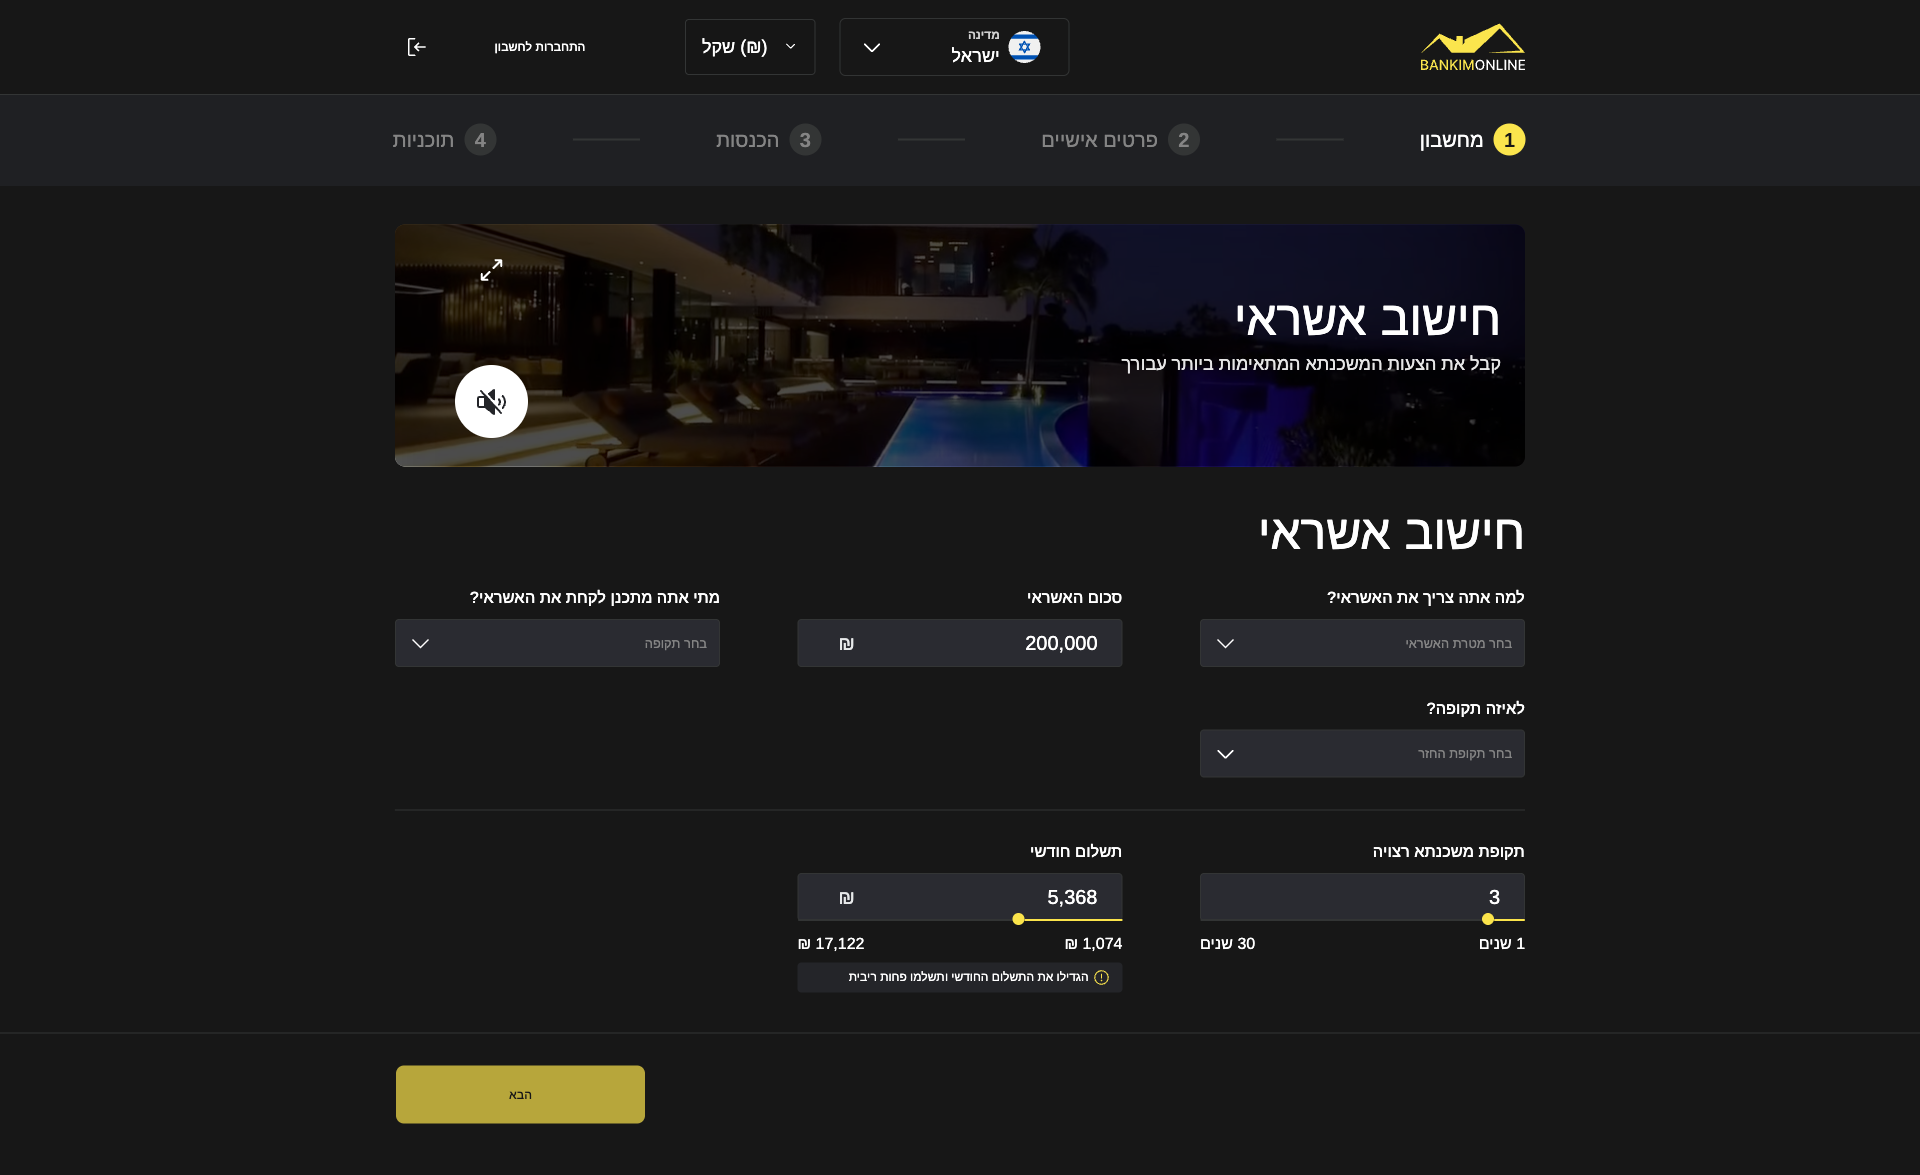 BANKIMONLINE
מדינה
ישראל
(₪) שקל
התחברות לחשבון
1 מחשבון
2 פרטים אישיים
3 הכנסות
4 תוכניות
חישוב אשראי
קבל את הצעות המשכנתא המתאימות ביותר עבורך
חישוב אשראי
למה אתה צריך את האשראי?
בחר מטרת האשראי
סכום האשראי
200,000 ₪
מתי אתה מתכנן לקחת את האשראי?
בחר תקופה
לאיזה תקופה?
בחר תקופת החזר
תקופת משכנתא רצויה
3
1 שנים
30 שנים
תשלום חודשי
5,368 ₪
1,074 ₪
17,122 ₪
הגדילו את התשלום החודשי ותשלמו פחות ריבית
הבא